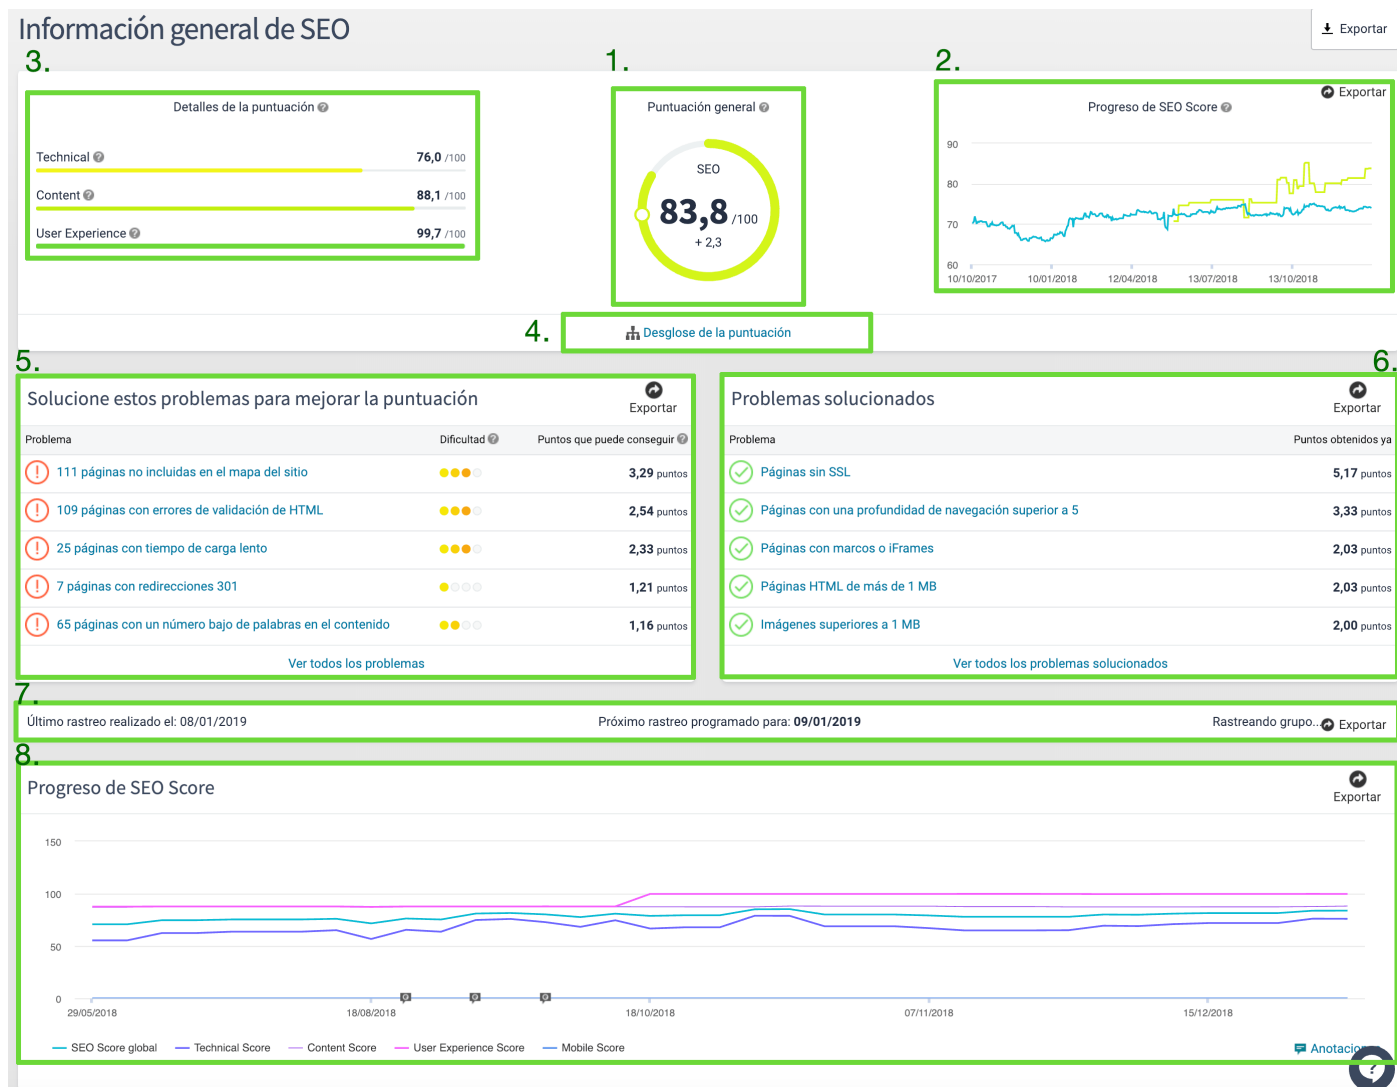 Información general de SEO
Exportar
3.
1.
2.
Detalles de la puntuación
Technical
76,0 /100
Content
88,1 /100
User Experience
99,7 /100
Puntuación general
SEO
83,8 /100
+ 2,3
Exportar
Progreso de SEO Score
90
80
70
60
10/10/2017 10/01/2018 12/04/2018 13/07/2018 13/10/2018
4.
Desglose de la puntuación
5.
6.
Solucione estos problemas para mejorar la puntuación
Exportar
Problema Dificultad Puntos que puede conseguir
111 páginas no incluidas en el mapa del sitio 3,29 puntos
109 páginas con errores de validación de HTML 2,54 puntos
25 páginas con tiempo de carga lento 2,33 puntos
7 páginas con redirecciones 301 1,21 puntos
65 páginas con un número bajo de palabras en el contenido 1,16 puntos
Ver todos los problemas
Problemas solucionados
Exportar
Problema Puntos obtenidos ya
Páginas sin SSL 5,17 puntos
Páginas con una profundidad de navegación superior a 5 3,33 puntos
Páginas con marcos o iFrames 2,03 puntos
Páginas HTML de más de 1 MB 2,03 puntos
Imágenes superiores a 1 MB 2,00 puntos
Ver todos los problemas solucionados
7.
Último rastreo realizado el: 08/01/2019 Próximo rastreo programado para: 09/01/2019 Rastreando grupo... Exportar
8.
Progreso de SEO Score
Exportar
150
100
50
0
29/05/2018 18/08/2018 18/10/2018 07/11/2018 15/12/2018
SEO Score global Technical Score Content Score User Experience Score Mobile Score